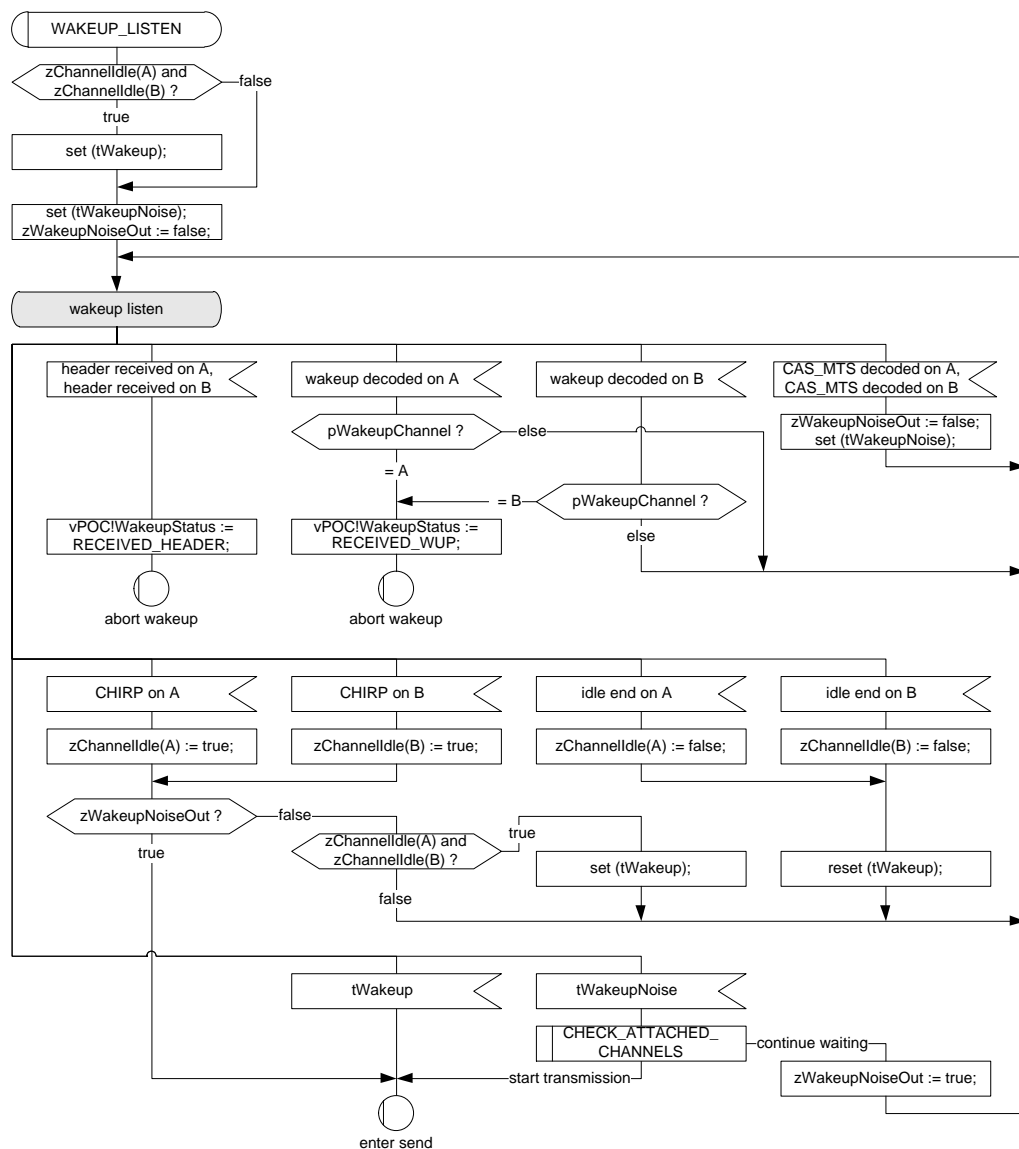 WAKEUP_LISTEN
zChannelIdle(A) and
zChannelIdle(B) ?
false
true
set (tWakeup);
set (tWakeupNoise);
zWakeupNoiseOut := false;
wakeup listen
header received on A,
header received on B
wakeup decoded on A
wakeup decoded on B
CAS_MTS decoded on A,
CAS_MTS decoded on B
pWakeupChannel ?
else
zWakeupNoiseOut := false;
set (tWakeupNoise);
= A
= B
pWakeupChannel ?
vPOC!WakeupStatus :=
RECEIVED_HEADER;
vPOC!WakeupStatus :=
RECEIVED_WUP;
else
abort wakeup
abort wakeup
CHIRP on A
CHIRP on B
idle end on A
idle end on B
zChannelIdle(A) := true;
zChannelIdle(B) := true;
zChannelIdle(A) := false;
zChannelIdle(B) := false;
zWakeupNoiseOut ?
false
zChannelIdle(A) and
zChannelIdle(B) ?
true
true
set (tWakeup);
reset (tWakeup);
false
tWakeup
tWakeupNoise
CHECK_ATTACHED_
CHANNELS
continue waiting
start transmission
zWakeupNoiseOut := true;
enter send